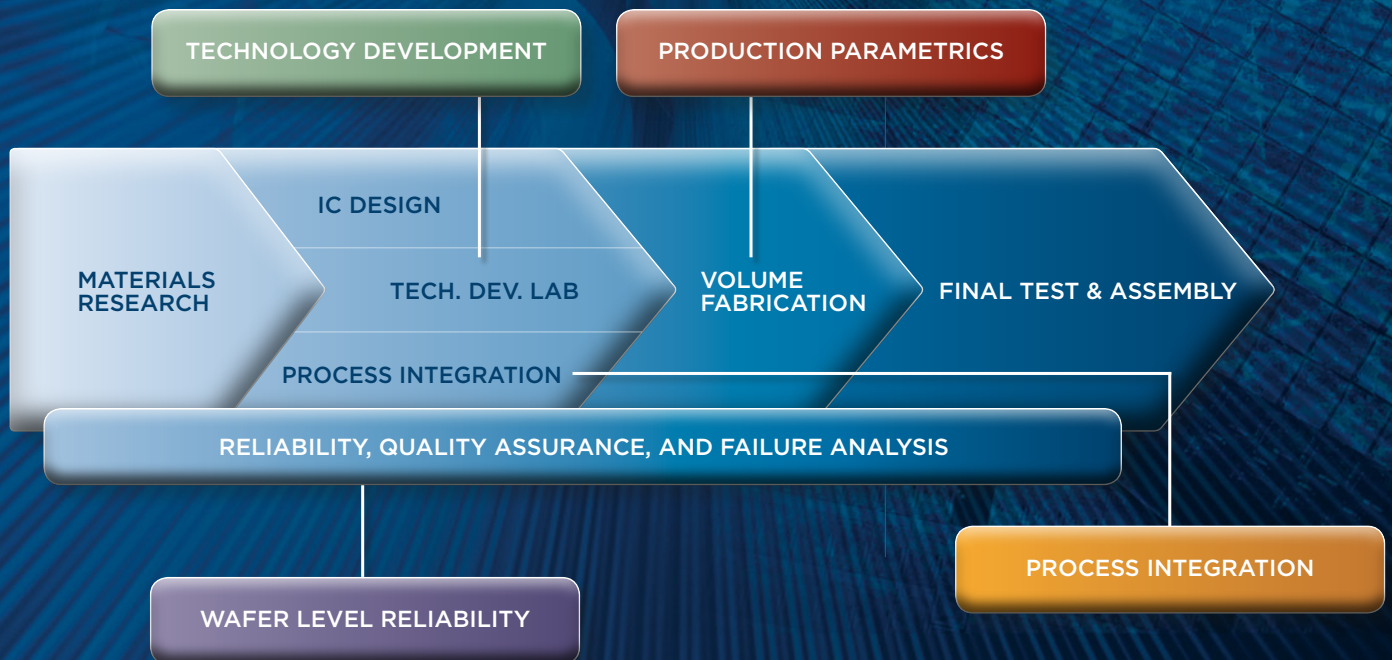 TECHNOLOGY DEVELOPMENT
PRODUCTION PARAMETRICS
IC DESIGN
MATERIALS
RESEARCH
TECH. DEV. LAB
VOLUME
FABRICATION
FINAL TEST & ASSEMBLY
PROCESS INTEGRATION
RELIABILITY, QUALITY ASSURANCE, AND FAILURE ANALYSIS
PROCESS INTEGRATION
WAFER LEVEL RELIABILITY